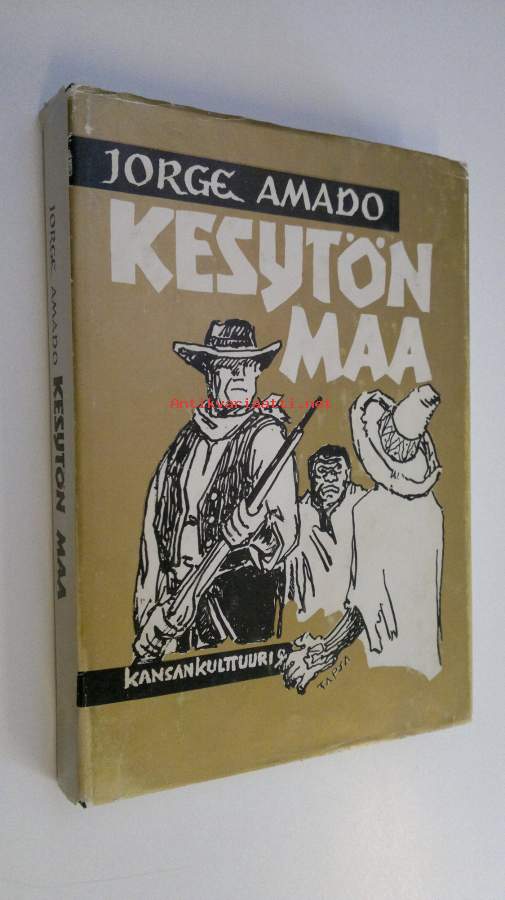 JORGE AMADO
KESYTÖN
MAA
Antikvariaatti.net
KANSANKULTTUURI
TAPSA
JORGE AMADO KESYTÖN MAA